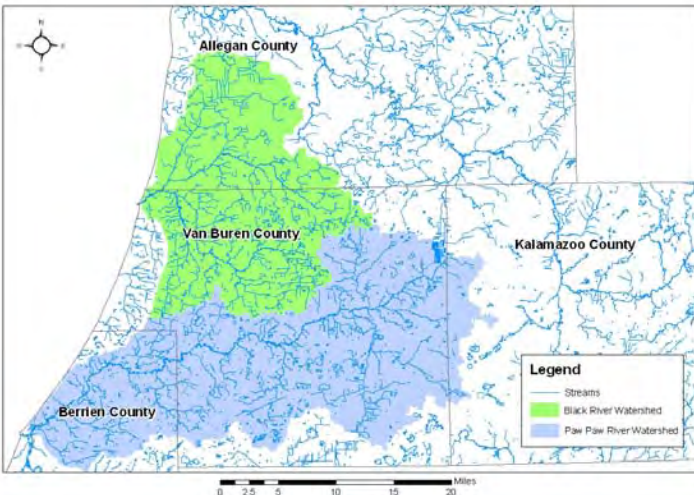 N
Allegan County
Van Buren County
Kalamazoo County
Berrien County
Legend
Streams
Black River Watershed
Paw Paw River Watershed
Miles
0 2.5 5 10 15 20